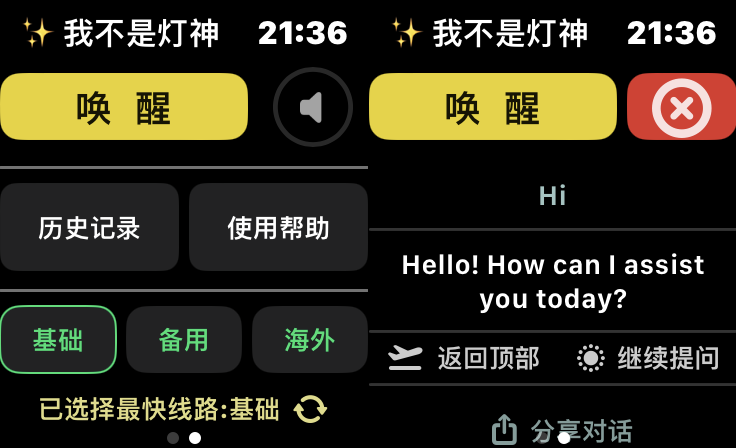 我不是灯神 21:36
唤 醒
历史记录 使用帮助
基础 备用 海外
已选择最快线路:基础
我不是灯神 21:36
唤 醒
Hi
Hello! How can I assist
you today?
返回顶部 继续提问
分享对话